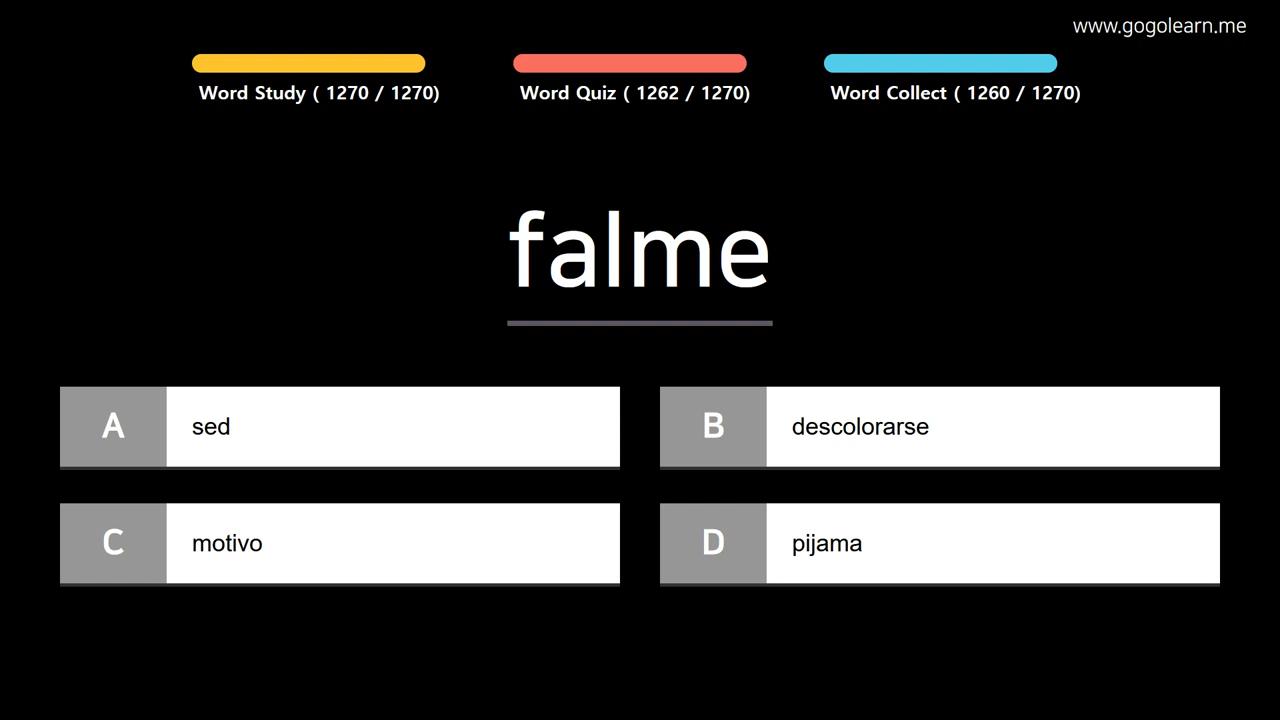 www.gogolearn.me
Word Study ( 1270 / 1270)
Word Quiz ( 1262 / 1270)
Word Collect ( 1260 / 1270)
falme
A sed
B descolorarse
C motivo
D pijama